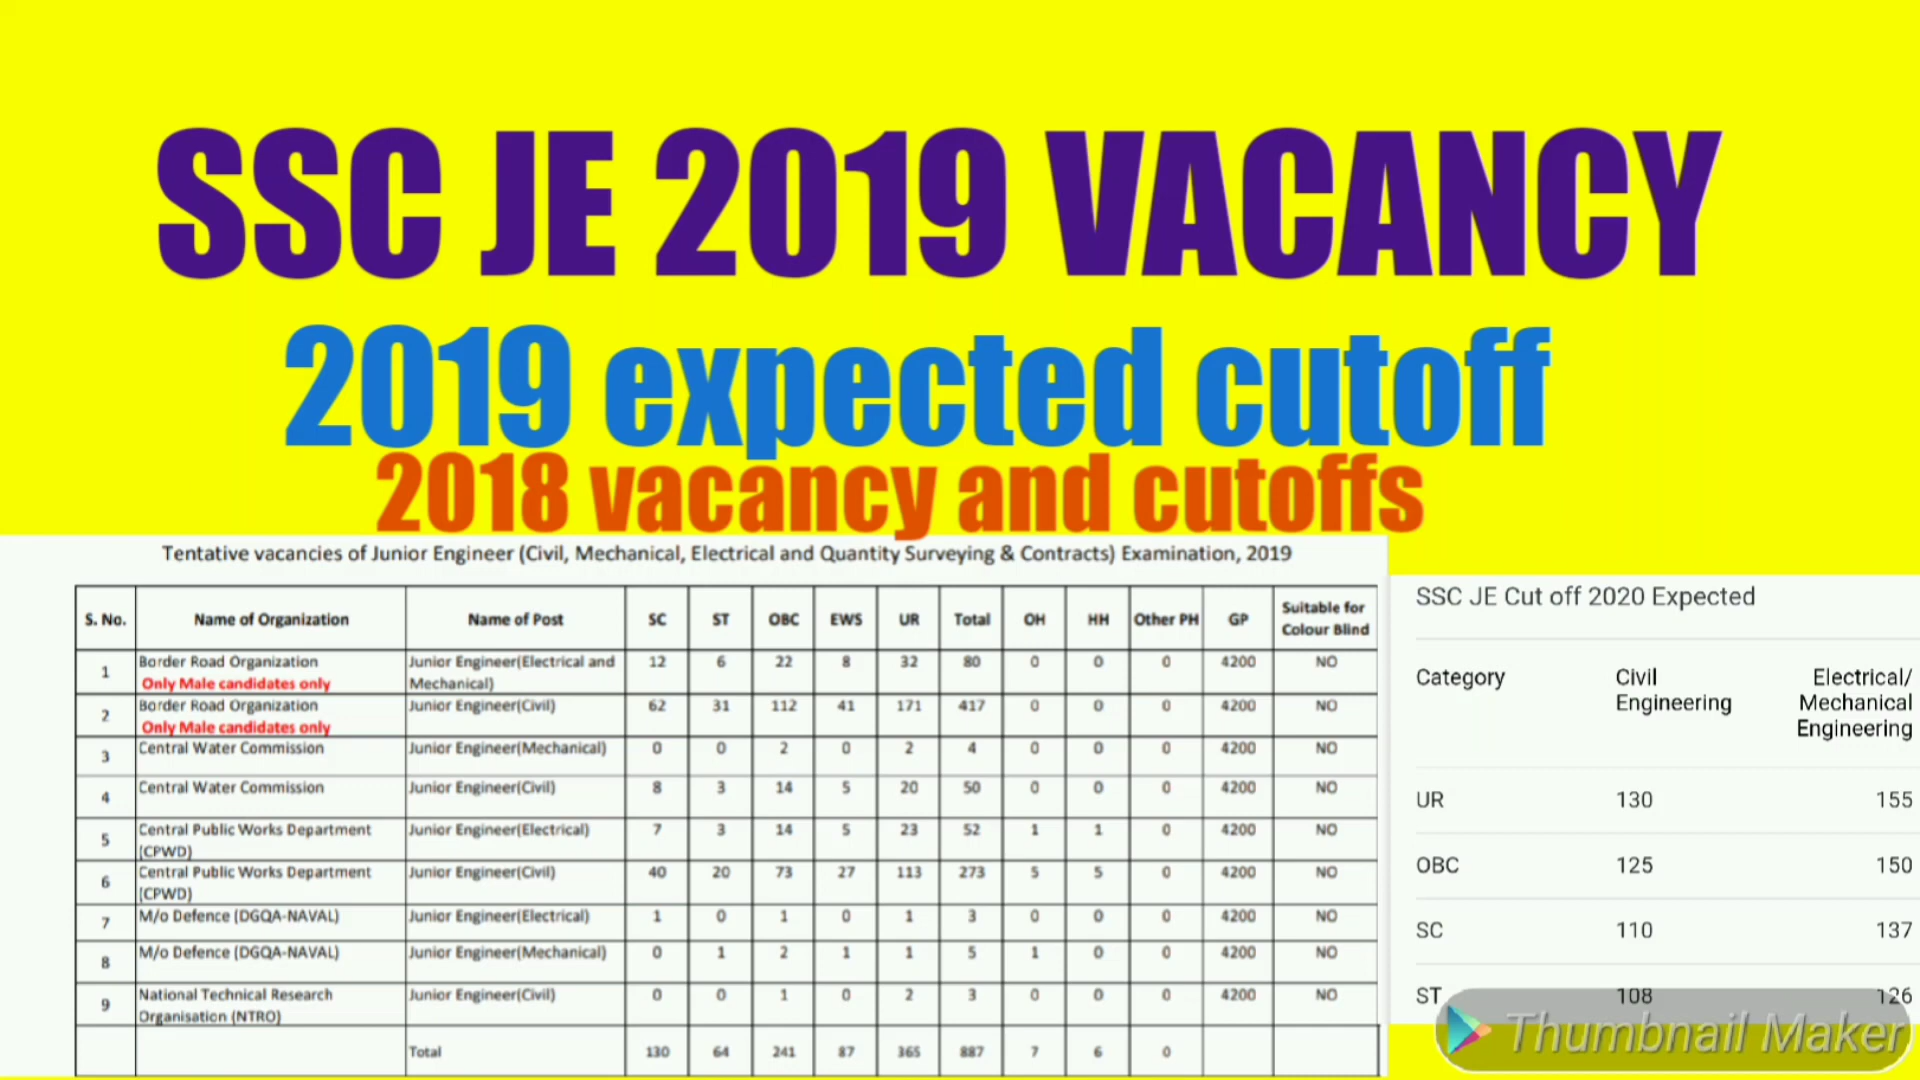 SSC JE 2019 VACANCY
2019 expected cutoff
2018 vacancy and cutoffs
Tentative vacancies of Junior Engineer (Civil, Mechanical, Electrical and Quantity Surveying & Contracts) Examination, 2019
S. No. Name of Organization Name of Post SC ST OBC EWS UR Total OH HH Other PH GP Suitable for Colour Blind
1 Border Road Organization Only Male candidates only Junior Engineer(Electrical and Mechanical) 12 6 22 8 32 80 0 0 0 4200 NO
2 Border Road Organization Only Male candidates only Junior Engineer(Civil) 62 31 112 41 171 417 0 0 0 4200 NO
3 Central Water Commission Junior Engineer(Mechanical) 0 0 2 0 2 4 0 0 0 4200 NO
4 Central Water Commission Junior Engineer(Civil) 8 3 14 5 20 50 0 0 0 4200 NO
5 Central Public Works Department (CPWD) Junior Engineer(Electrical) 7 3 14 5 23 52 1 1 0 4200 NO
6 Central Public Works Department (CPWD) Junior Engineer(Civil) 40 20 73 27 113 273 5 5 0 4200 NO
7 M/o Defence (DGQA-NAVAL) Junior Engineer(Electrical) 1 0 1 0 1 3 0 0 0 4200 NO
8 M/o Defence (DGQA-NAVAL) Junior Engineer(Mechanical) 0 1 2 1 1 5 1 0 0 4200 NO
9 National Technical Research Organisation (NTRO) Junior Engineer(Civil) 0 0 1 0 2 3 0 0 0 4200 NO
Total 130 64 241 87 365 887 7 6 0
SSC JE Cut off 2020 Expected
Category Civil Engineering Electrical/ Mechanical Engineering
UR 130 155
OBC 125 150
SC 110 137
ST 108 126
Thumbnail Maker